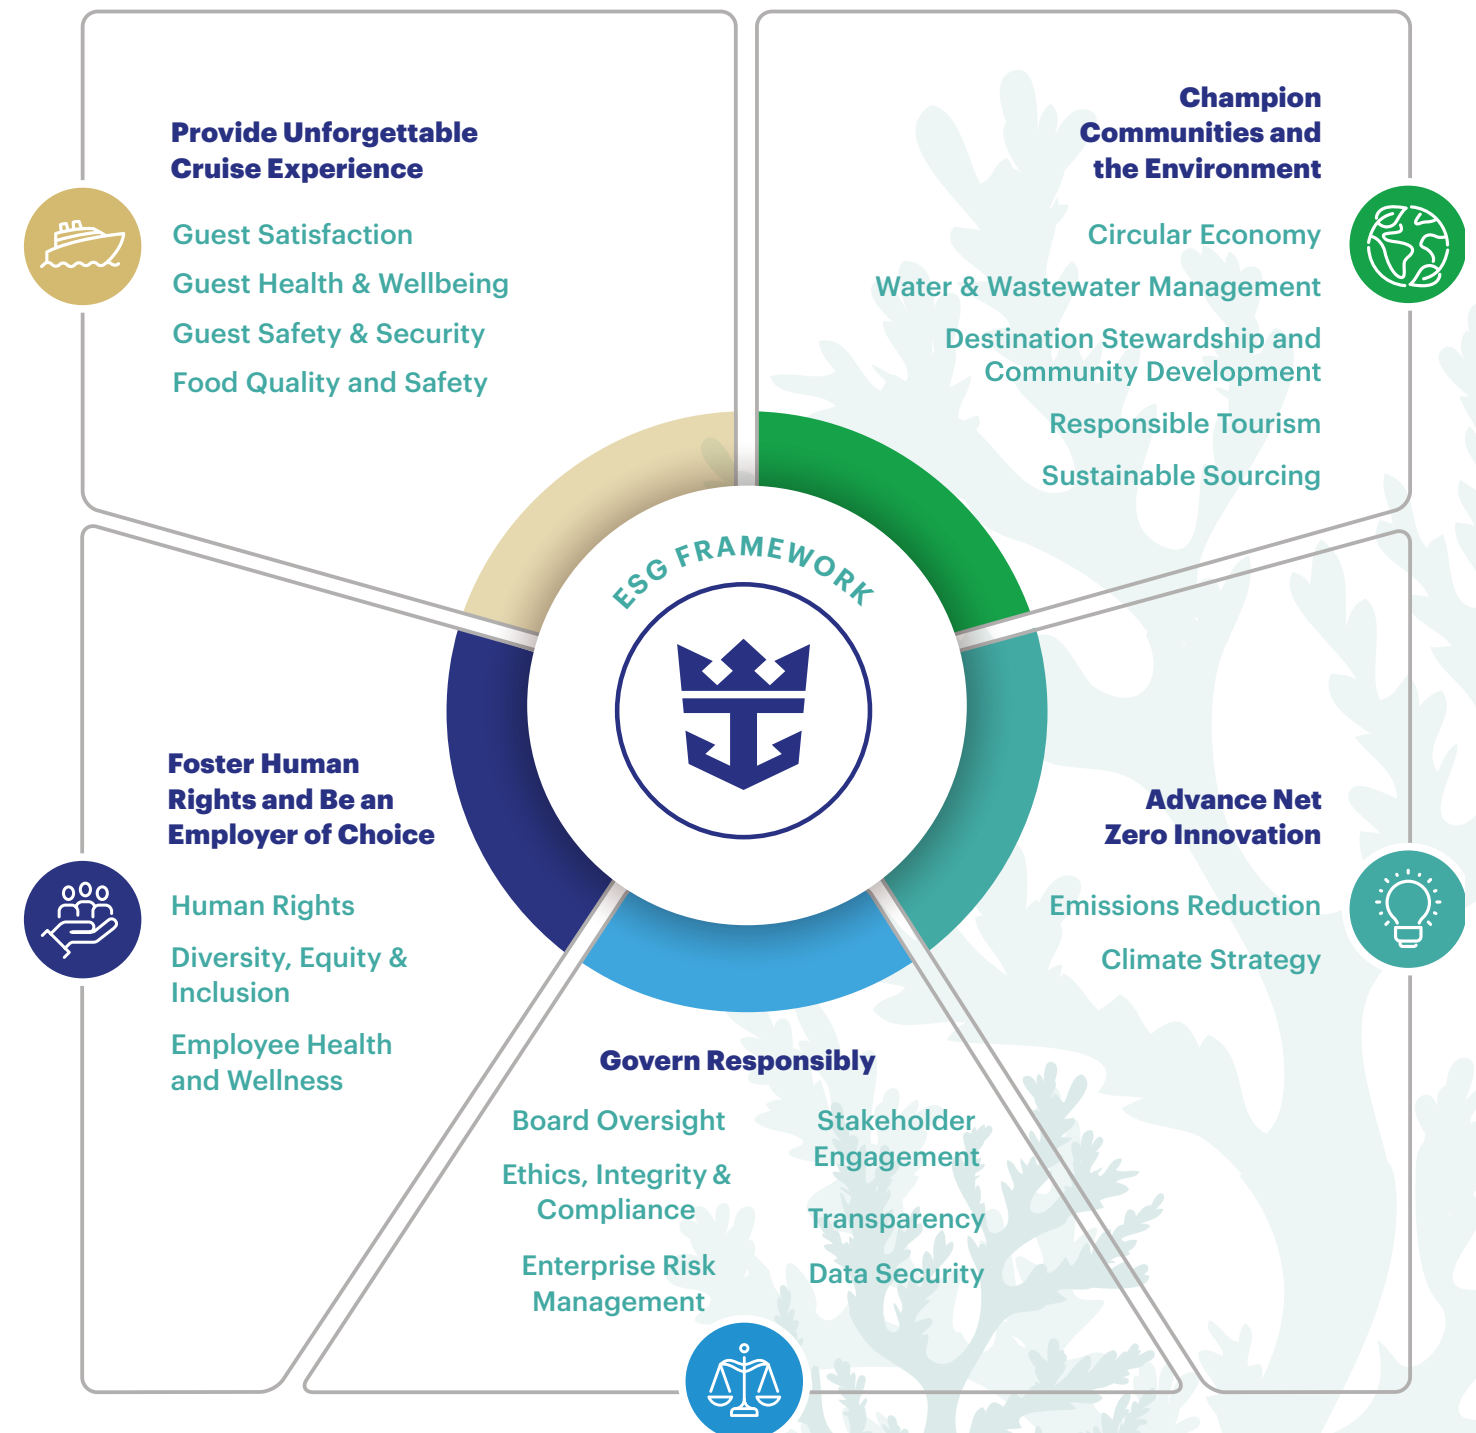 Provide Unforgettable
Cruise Experience
Guest Satisfaction
Guest Health & Wellbeing
Guest Safety & Security
Food Quality and Safety
Champion
Communities and
the Environment
Circular Economy
Water & Wastewater Management
Destination Stewardship and
Community Development
Responsible Tourism
Sustainable Sourcing
ESG FRAMEWORK
Foster Human
Rights and Be an
Employer of Choice
Human Rights
Diversity, Equity &
Inclusion
Employee Health
and Wellness
Advance Net
Zero Innovation
Emissions Reduction
Climate Strategy
Govern Responsibly
Board Oversight
Ethics, Integrity &
Compliance
Enterprise Risk
Management
Stakeholder
Engagement
Transparency
Data Security